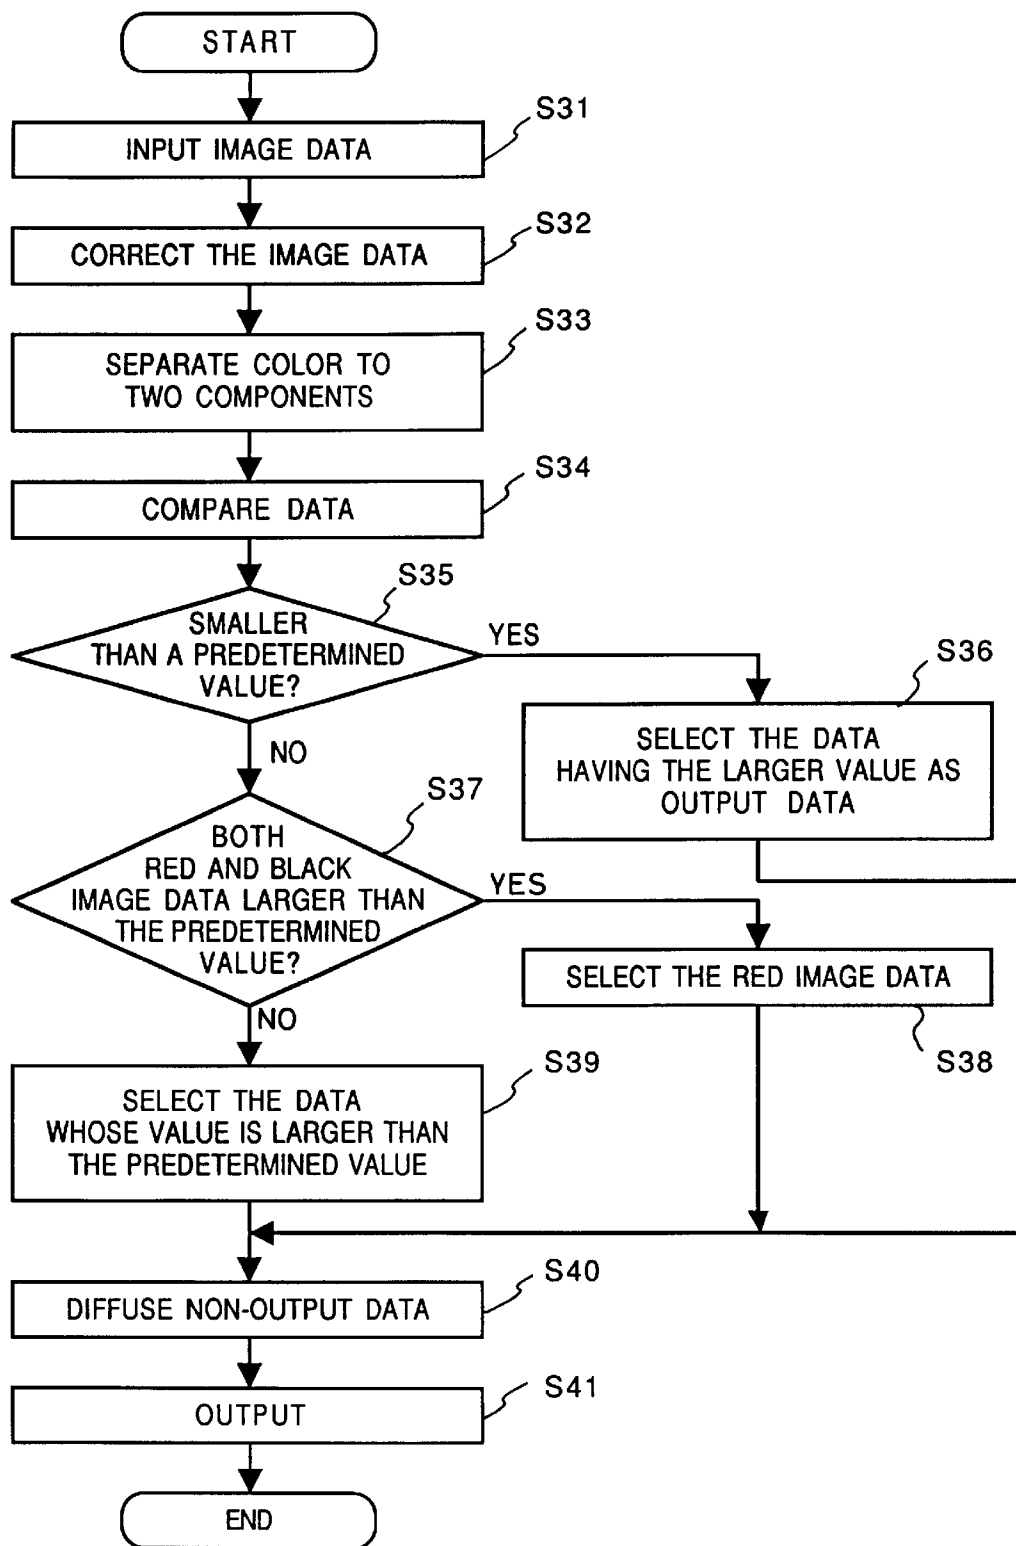 START
S31
INPUT IMAGE DATA
S32
CORRECT THE IMAGE DATA
S33
SEPARATE COLOR TO
TWO COMPONENTS
S34
COMPARE DATA
S35
SMALLER
THAN A PREDETERMINED
VALUE?
YES
NO
S36
SELECT THE DATA
HAVING THE LARGER VALUE AS
OUTPUT DATA
S37
BOTH
RED AND BLACK
IMAGE DATA LARGER THAN
THE PREDETERMINED
VALUE?
YES
NO
SELECT THE RED IMAGE DATA
S38
S39
SELECT THE DATA
WHOSE VALUE IS LARGER THAN
THE PREDETERMINED VALUE
S40
DIFFUSE NON-OUTPUT DATA
S41
OUTPUT
END